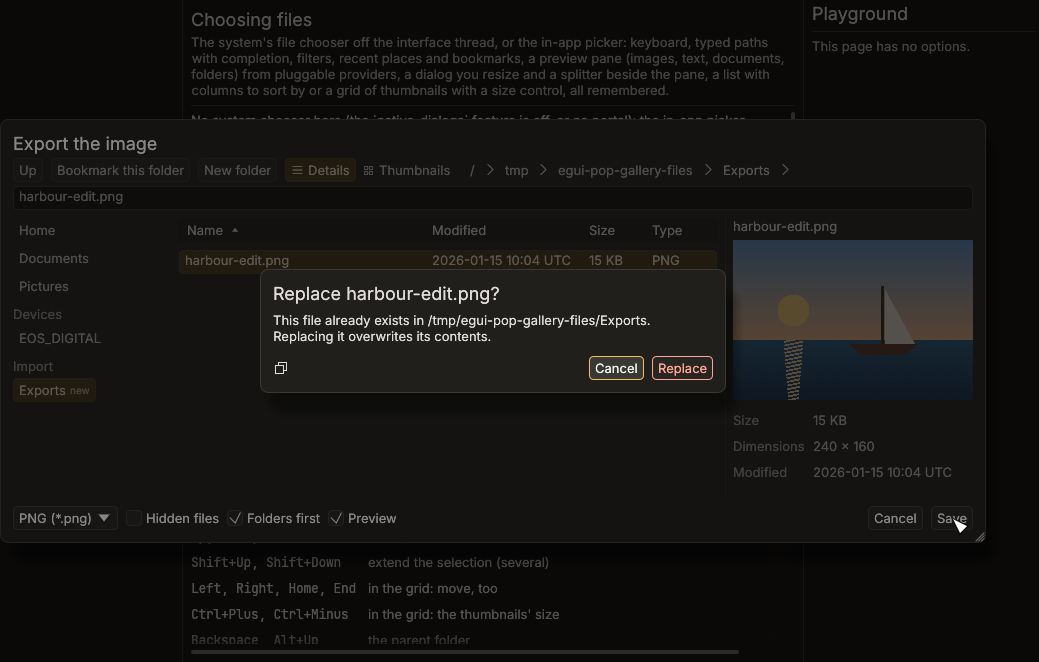 Choosing files
The system's file chooser off the interface thread, or the in-app picker: keyboard, typed paths
with completion, filters, recent places and bookmarks, a preview pane (images, text, documents,
folders) from pluggable providers, a dialog you resize and a splitter beside the pane, a list with
columns to sort by or a grid of thumbnails with a size control, all remembered.
Playground
This page has no options.
Export the image
Up Bookmark this folder New folder Details Thumbnails / tmp egui-pop-gallery-files Exports
harbour-edit.png
Home
Documents
Pictures
Devices
EOS_DIGITAL
Import
Exports new
Name Modified Size Type
harbour-edit.png 2026-01-15 10:04 UTC 15 KB PNG
Replace harbour-edit.png?
This file already exists in /tmp/egui-pop-gallery-files/Exports.
Replacing it overwrites its contents.
Cancel Replace
harbour-edit.png
Size 15 KB
Dimensions 240 × 160
Modified 2026-01-15 10:04 UTC
PNG (*.png) Hidden files Folders first Preview Cancel Save
Shift+Up, Shift+Down extend the selection (several)
Left, Right, Home, End in the grid: move, too
Ctrl+Plus, Ctrl+Minus in the grid: the thumbnails' size
Backspace Alt+Up the parent folder